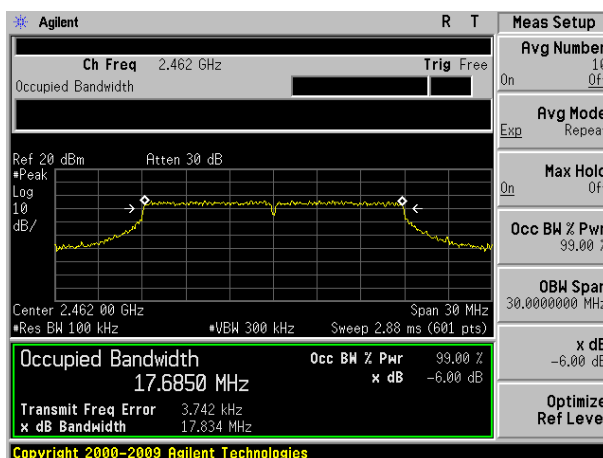 Agilent R T
Meas Setup
Ch Freq 2.462 GHz Trig Free
Occupied Bandwidth
Avg Number
10
On Off
Avg Mode
Exp Repeat
Max Hold
On Off
Occ BW % Pwr
99.00 %
OBW Span
30.0000000 MHz
x dB
-6.00 dB
Optimize
Ref Level
Ref 20 dBm Atten 30 dB
#Peak
Log
10
dB/
Center 2.462 00 GHz Span 30 MHz
#Res BW 100 kHz #VBW 300 kHz Sweep 2.88 ms (601 pts)
Occupied Bandwidth Occ BW % Pwr 99.00 %
17.6850 MHz x dB -6.00 dB
Transmit Freq Error 3.742 kHz
x dB Bandwidth 17.834 MHz
Copyright 2000-2009 Agilent Technologies